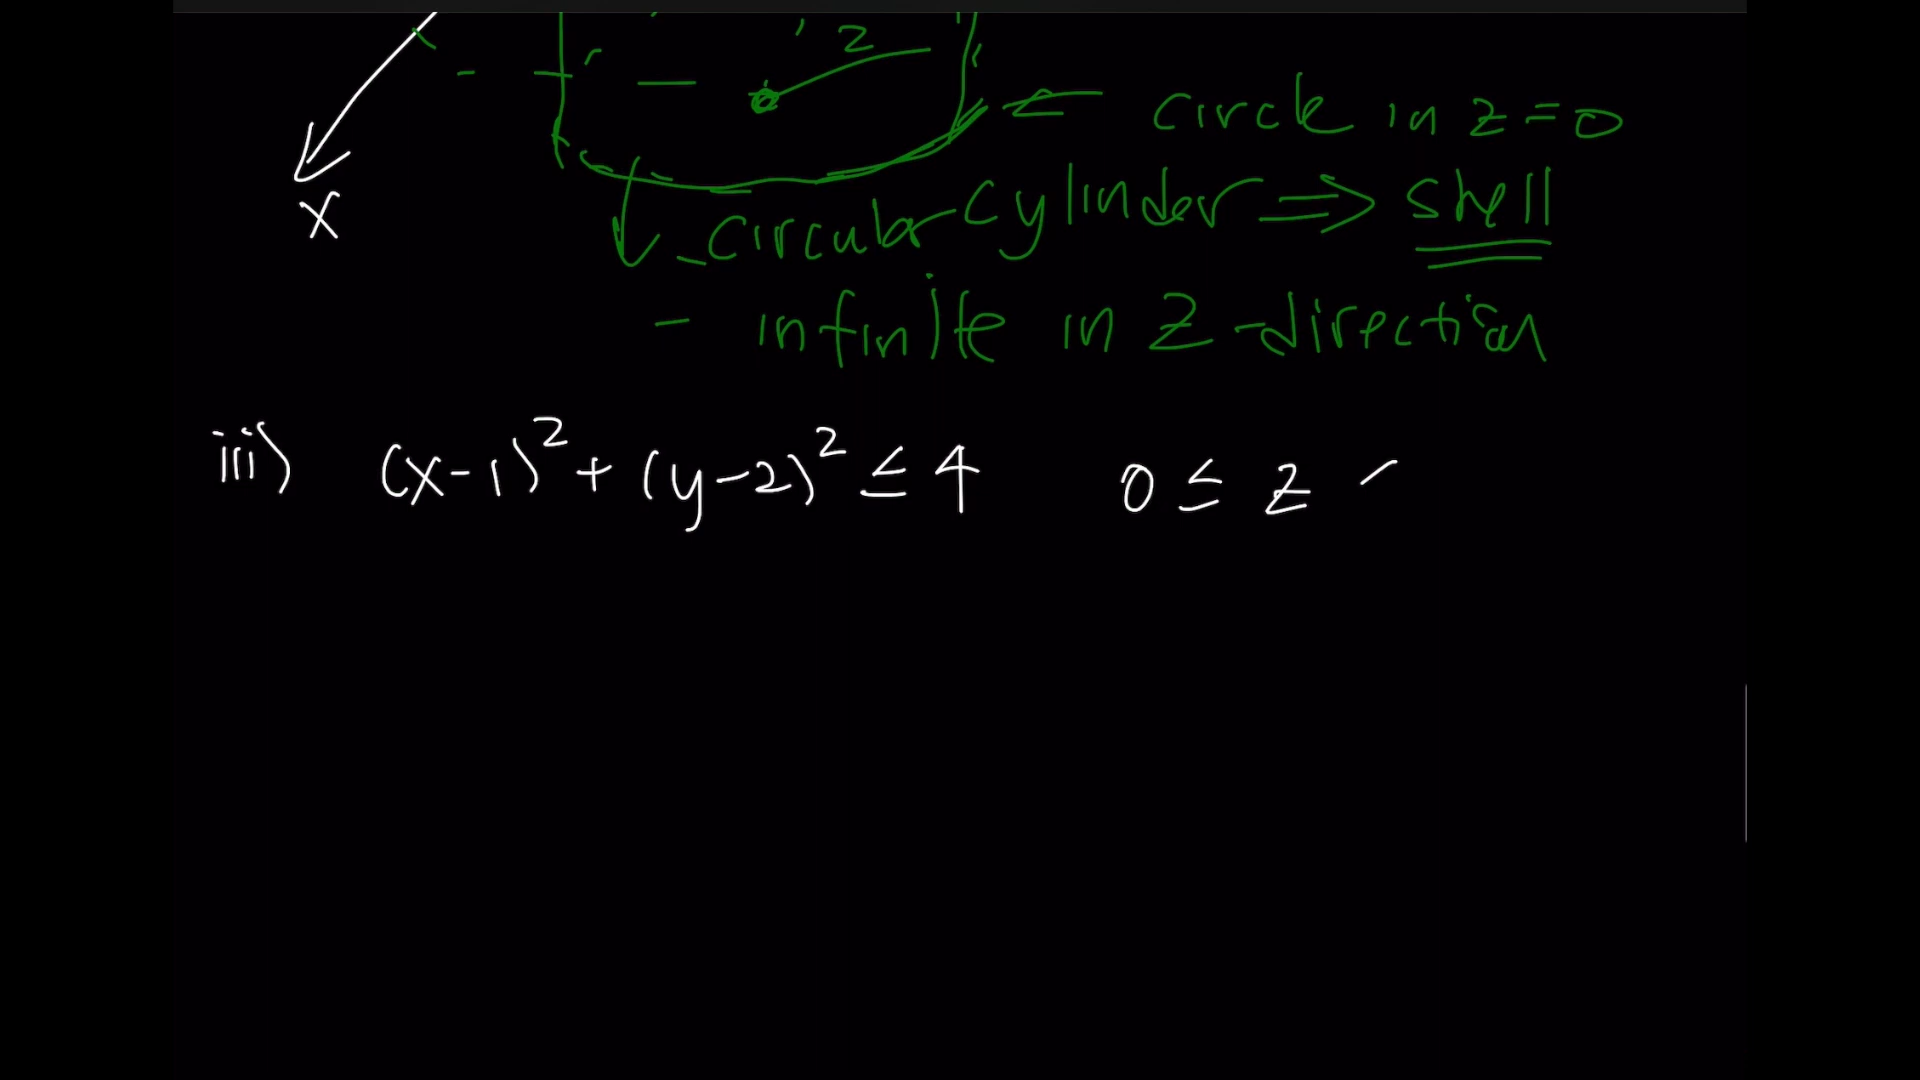 2
circle in z=0
x
- circular cylinder ⇒ shell
- infinite in z-direction
iii) (x-1)² + (y-2)² ≤ 4 0 ≤ z